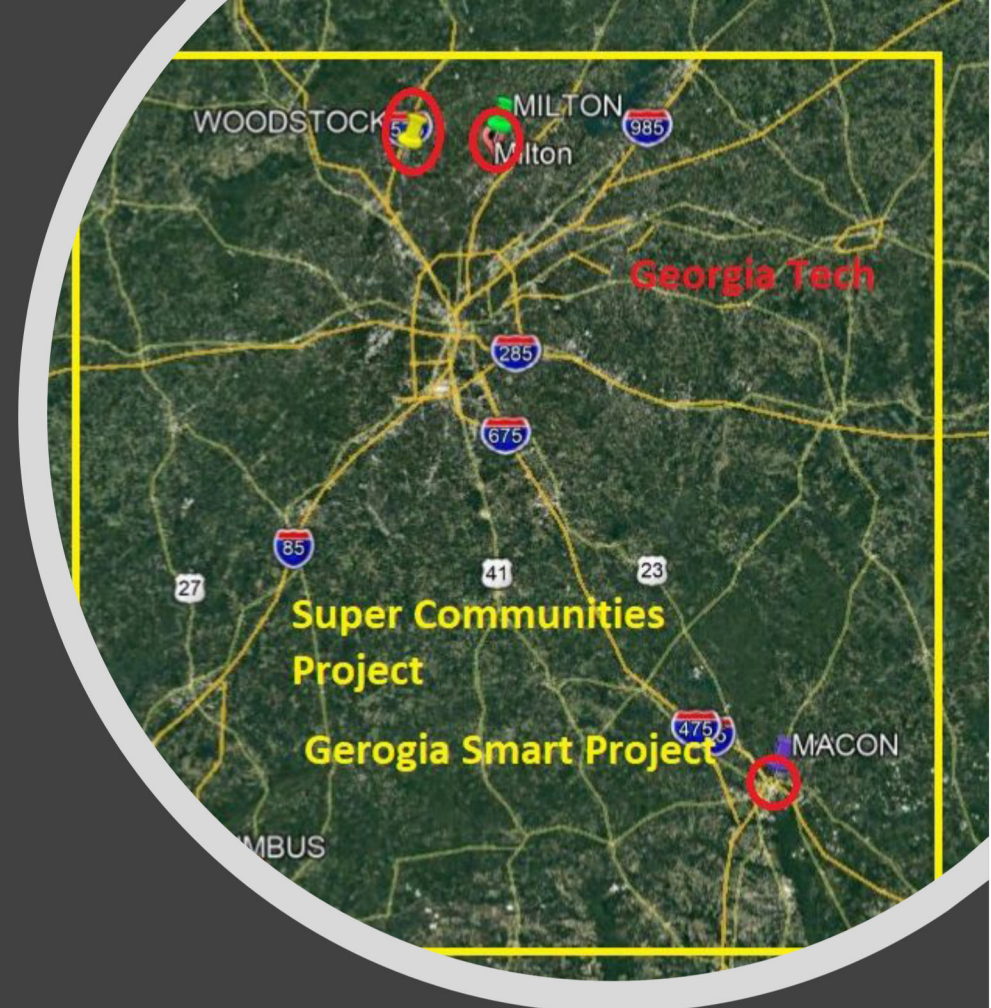 WOODSTOCK
MILTON
985
Milton
Georgia Tech
285
675
85
27
41
23
Super Communities
Project
475
Gerogia Smart Project
MACON
MBUS